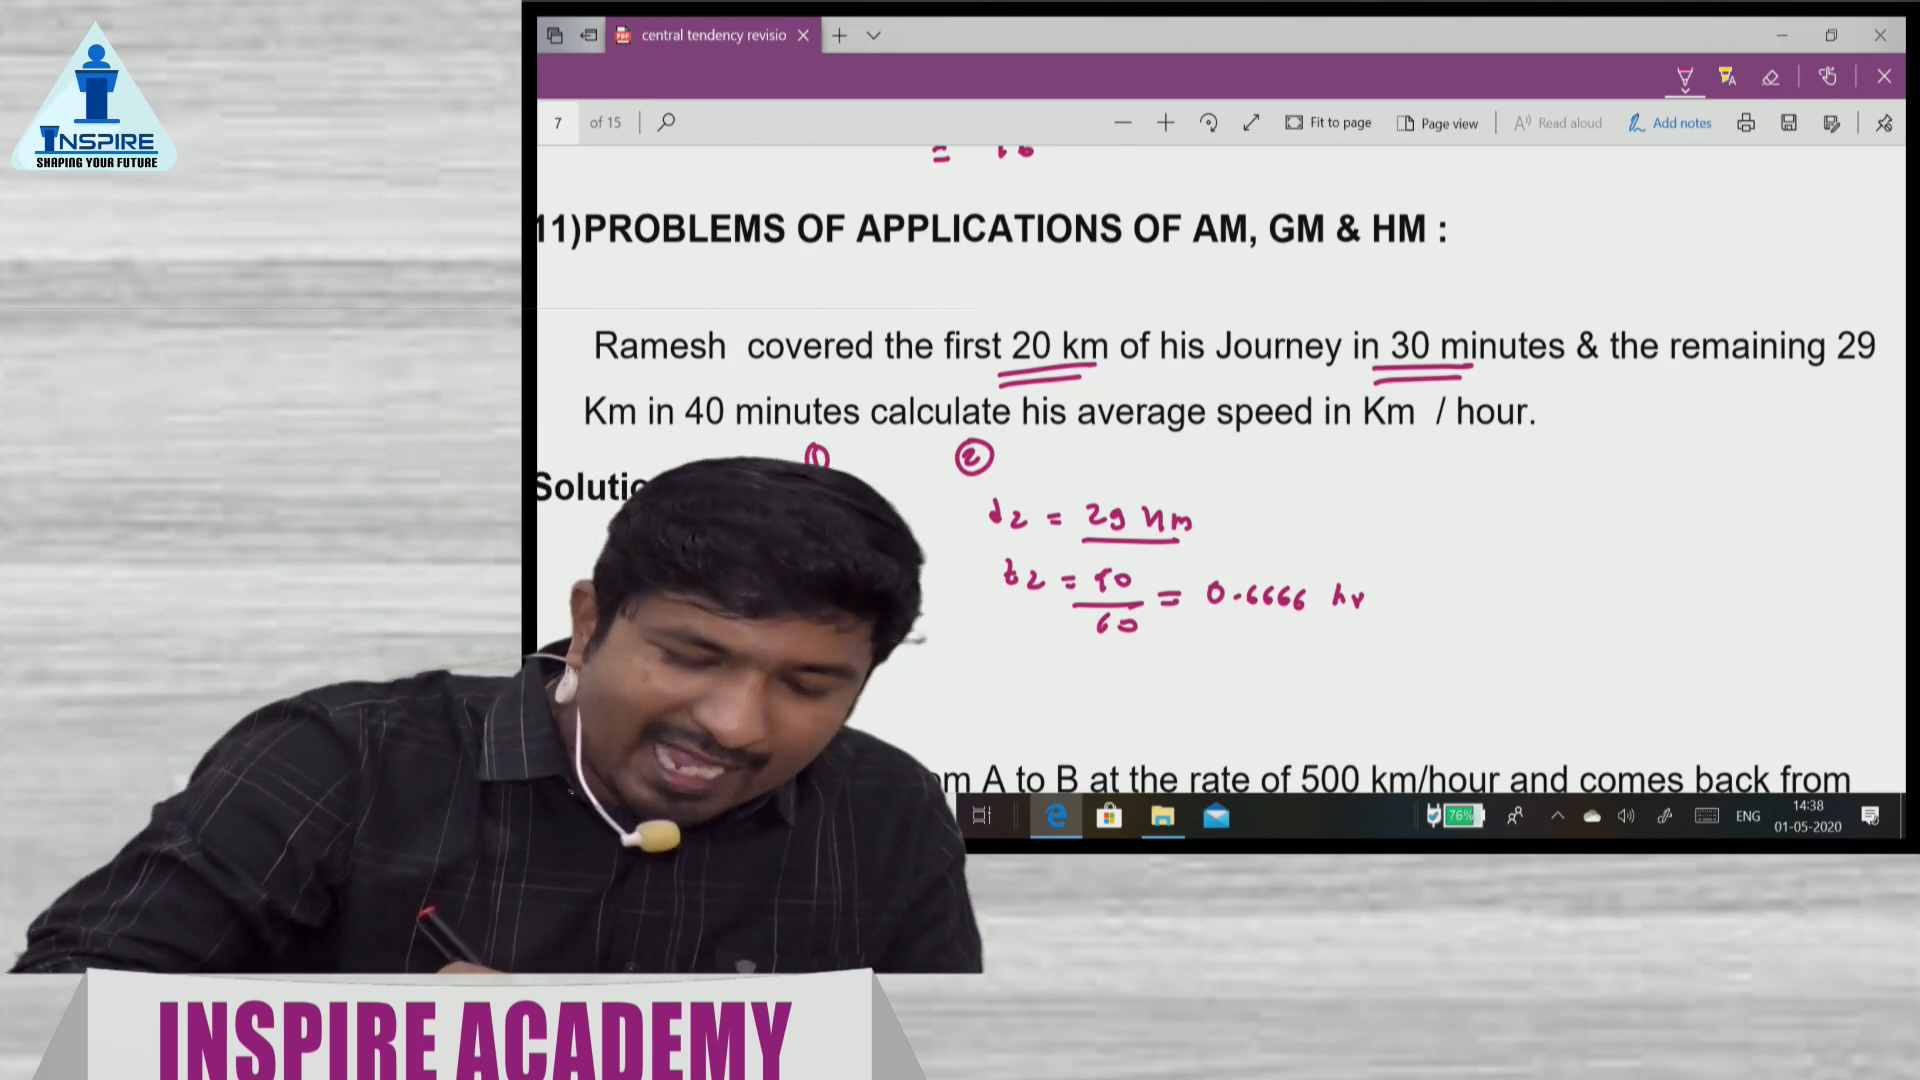 INSPIRE
SHAPING YOUR FUTURE
central tendency revisio
7 of 15
Fit to page
Page view
Read aloud
Add notes
11)PROBLEMS OF APPLICATIONS OF AM, GM & HM :
Ramesh covered the first 20 km of his Journey in 30 minutes & the remaining 29
Km in 40 minutes calculate his average speed in Km / hour.
1 2
Solutio
d2 = 29 Km
t2 = 40/60 = 0.6666 hr
om A to B at the rate of 500 km/hour and comes back from
76%
ENG
14:38
01-05-2020
INSPIRE ACADEMY